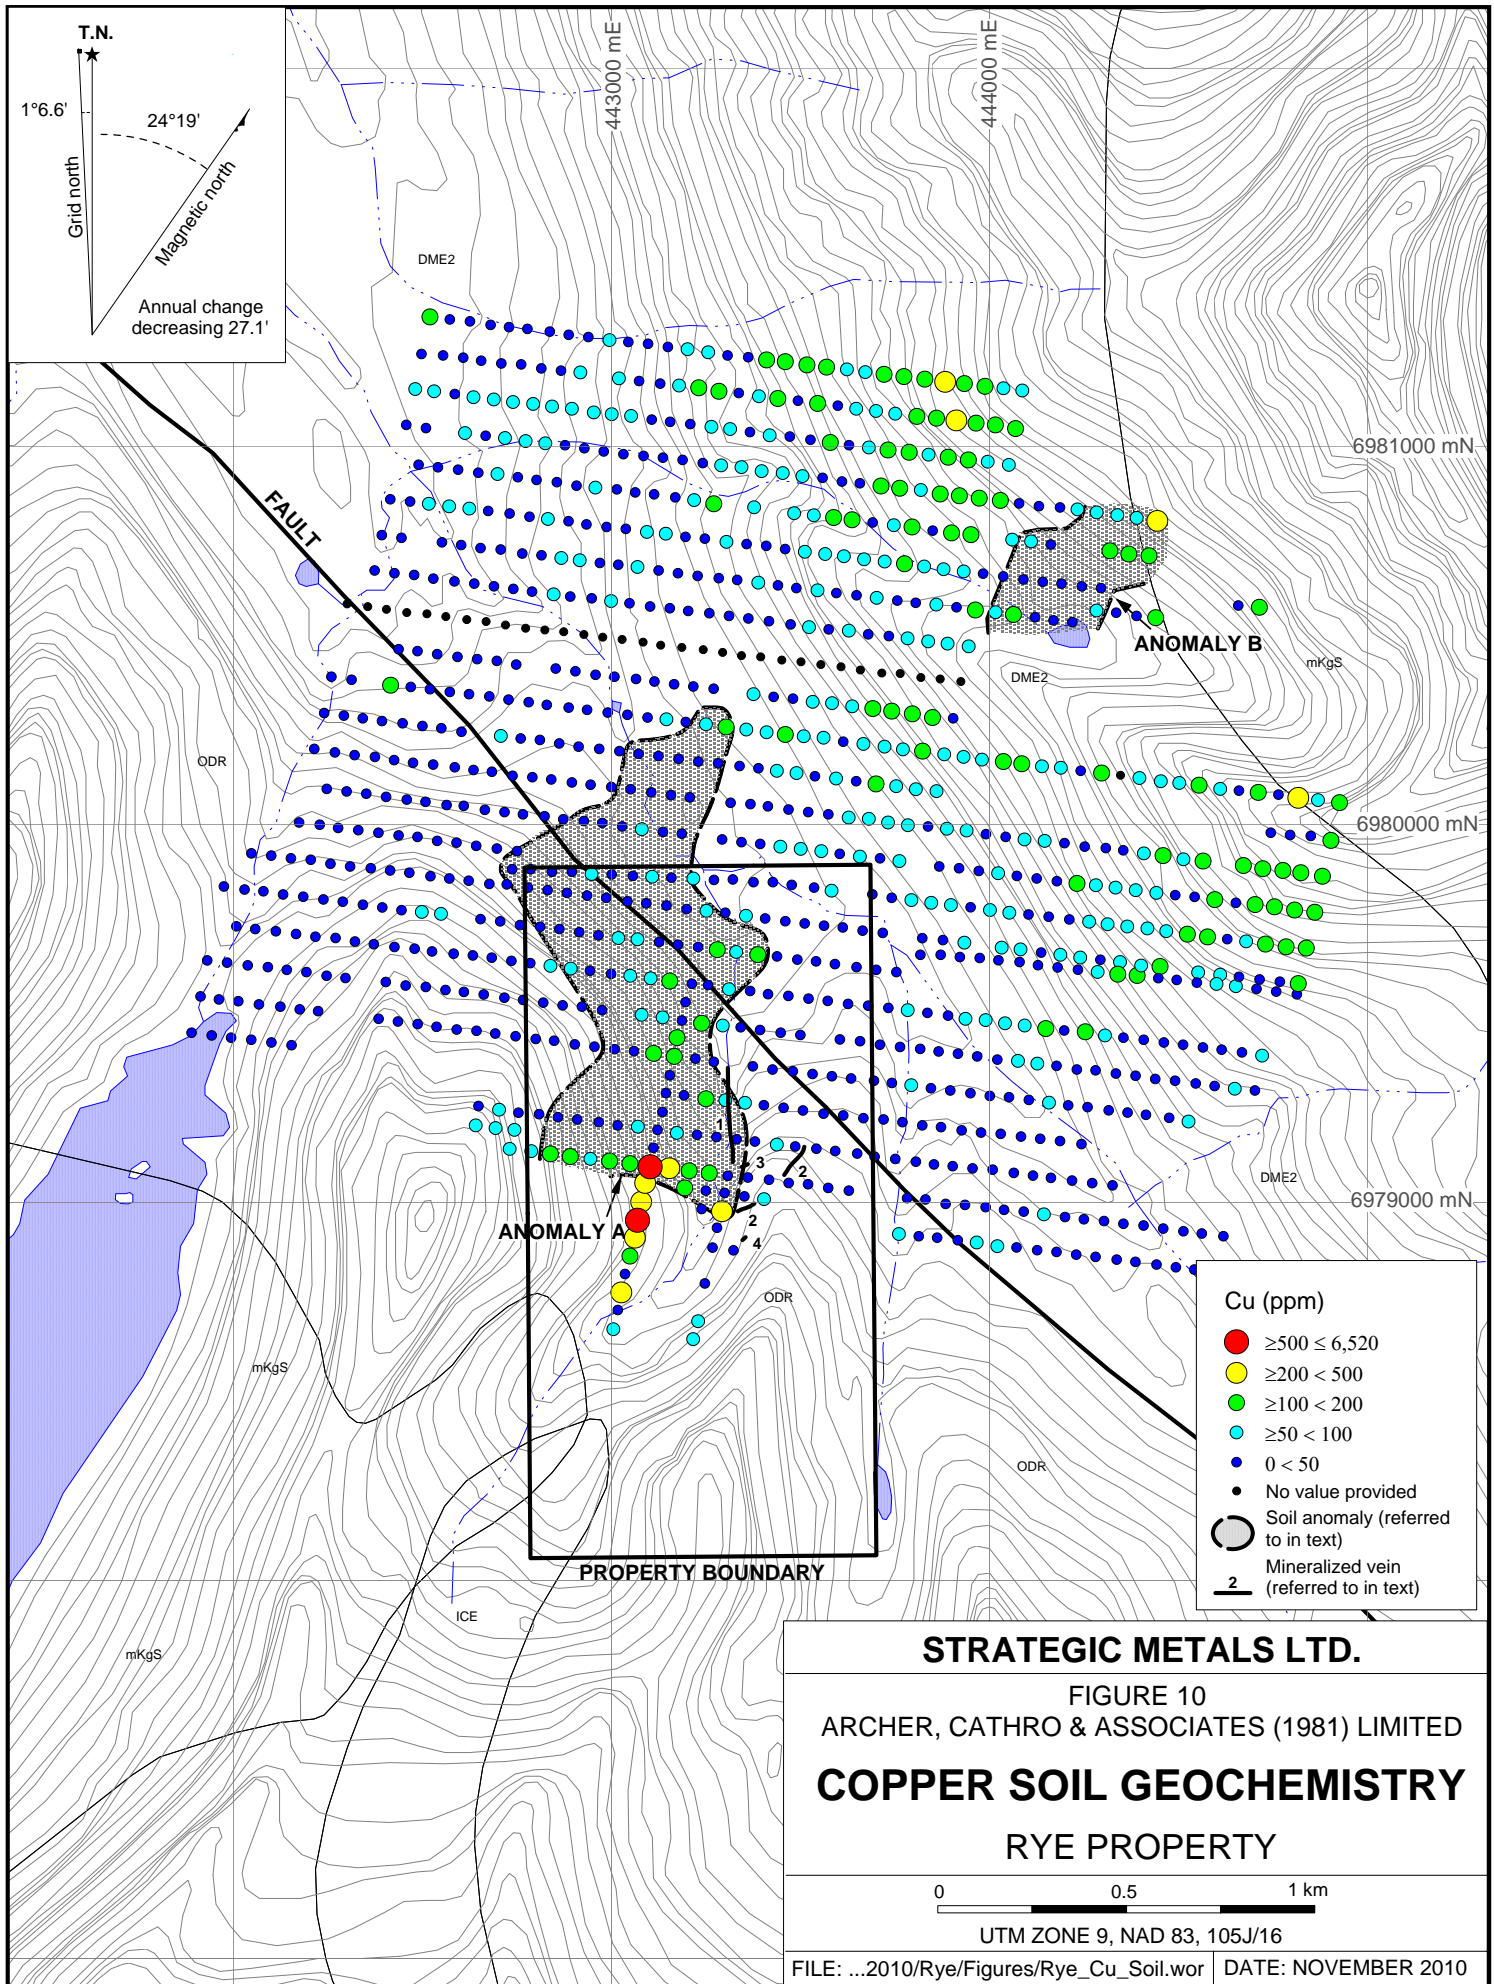 T.N.
1°6.6'
24°19'
Grid north
Magnetic north
Annual change
decreasing 27.1'
443000 mE
444000 mE
DME2
6981000 mN
FAULT
ANOMALY B
mKgS
DME2
ODR
6980000 mN
1
3
2
DME2
6979000 mN
2
ANOMALY A
4
ODR
mKgS
ODR
PROPERTY BOUNDARY
ICE
mKgS
Cu (ppm)
≥500 ≤ 6,520
≥200 < 500
≥100 < 200
≥50 < 100
0 < 50
No value provided
Soil anomaly (referred
to in text)
2
Mineralized vein
(referred to in text)
STRATEGIC METALS LTD.
FIGURE 10
ARCHER, CATHRO & ASSOCIATES (1981) LIMITED
COPPER SOIL GEOCHEMISTRY
RYE PROPERTY
0 0.5 1 km
UTM ZONE 9, NAD 83, 105J/16
FILE: ...2010/Rye/Figures/Rye_Cu_Soil.wor DATE: NOVEMBER 2010